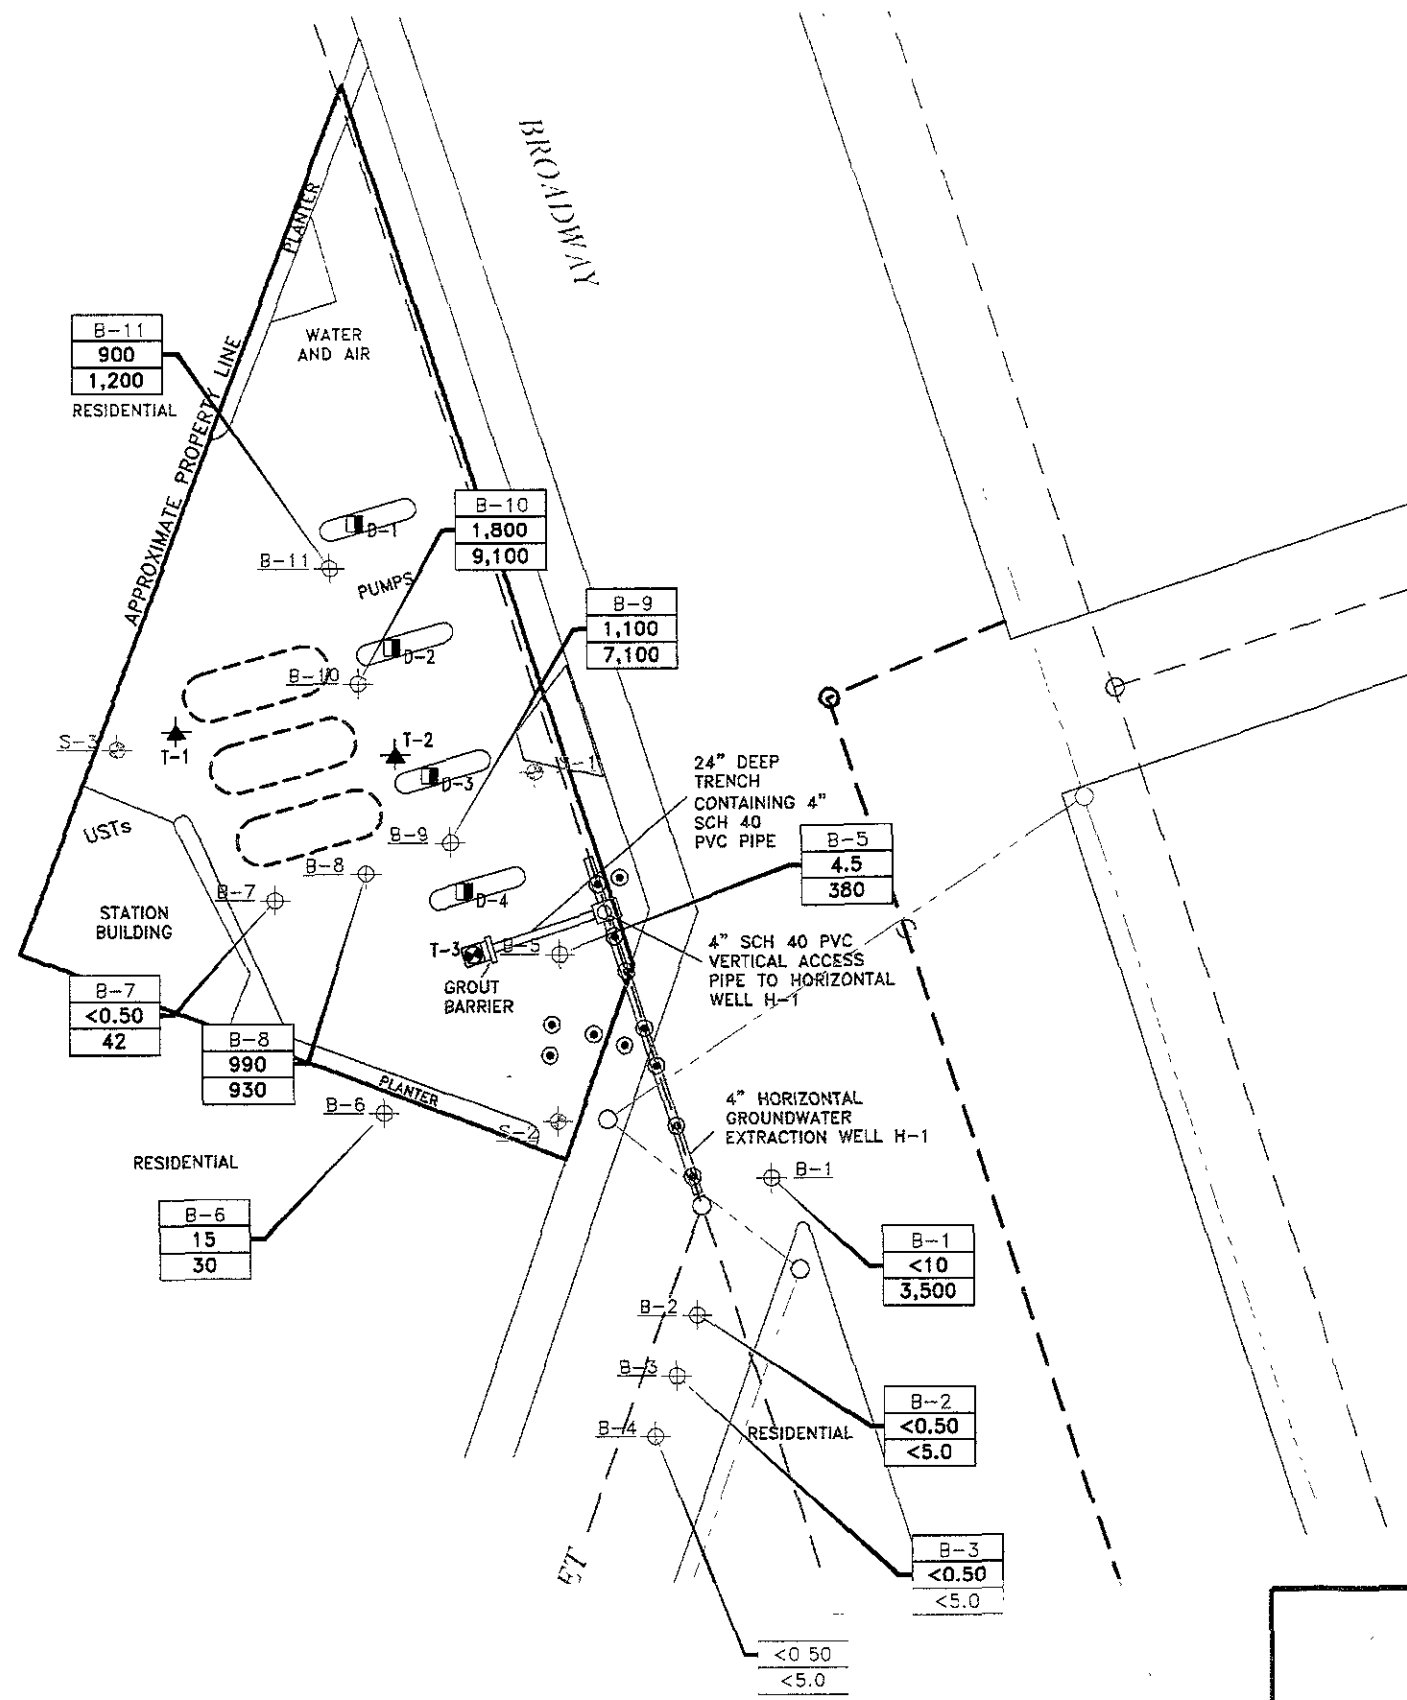 BROADWAY
PLANTER
WATER
AND AIR
B-11
900
1,200
RESIDENTIAL
APPROXIMATE PROPERTY LINE
B-10
1,800
9,100
D-1
B-11
PUMPS
B-9
1,100
7,100
D-2
B-10
S-3
T-1
T-2
D-3
S-1
24" DEEP
TRENCH
CONTAINING 4"
SCH 40
PVC PIPE
USTs
B-9
B-8
B-7
D-4
B-5
4.5
380
STATION
BUILDING
T-3
B-5
GROUT
BARRIER
4" SCH 40 PVC
VERTICAL ACCESS
PIPE TO HORIZONTAL
WELL H-1
B-7
<0.50
42
B-8
990
930
PLANTER
B-6
S-2
4" HORIZONTAL
GROUNDWATER
EXTRACTION WELL H-1
RESIDENTIAL
B-1
B-6
15
30
B-1
<10
3,500
B-2
B-3
B-2
<0.50
<5.0
B-4
RESIDENTIAL
B-3
<0.50
<5.0
ET
<0 50
<5.0